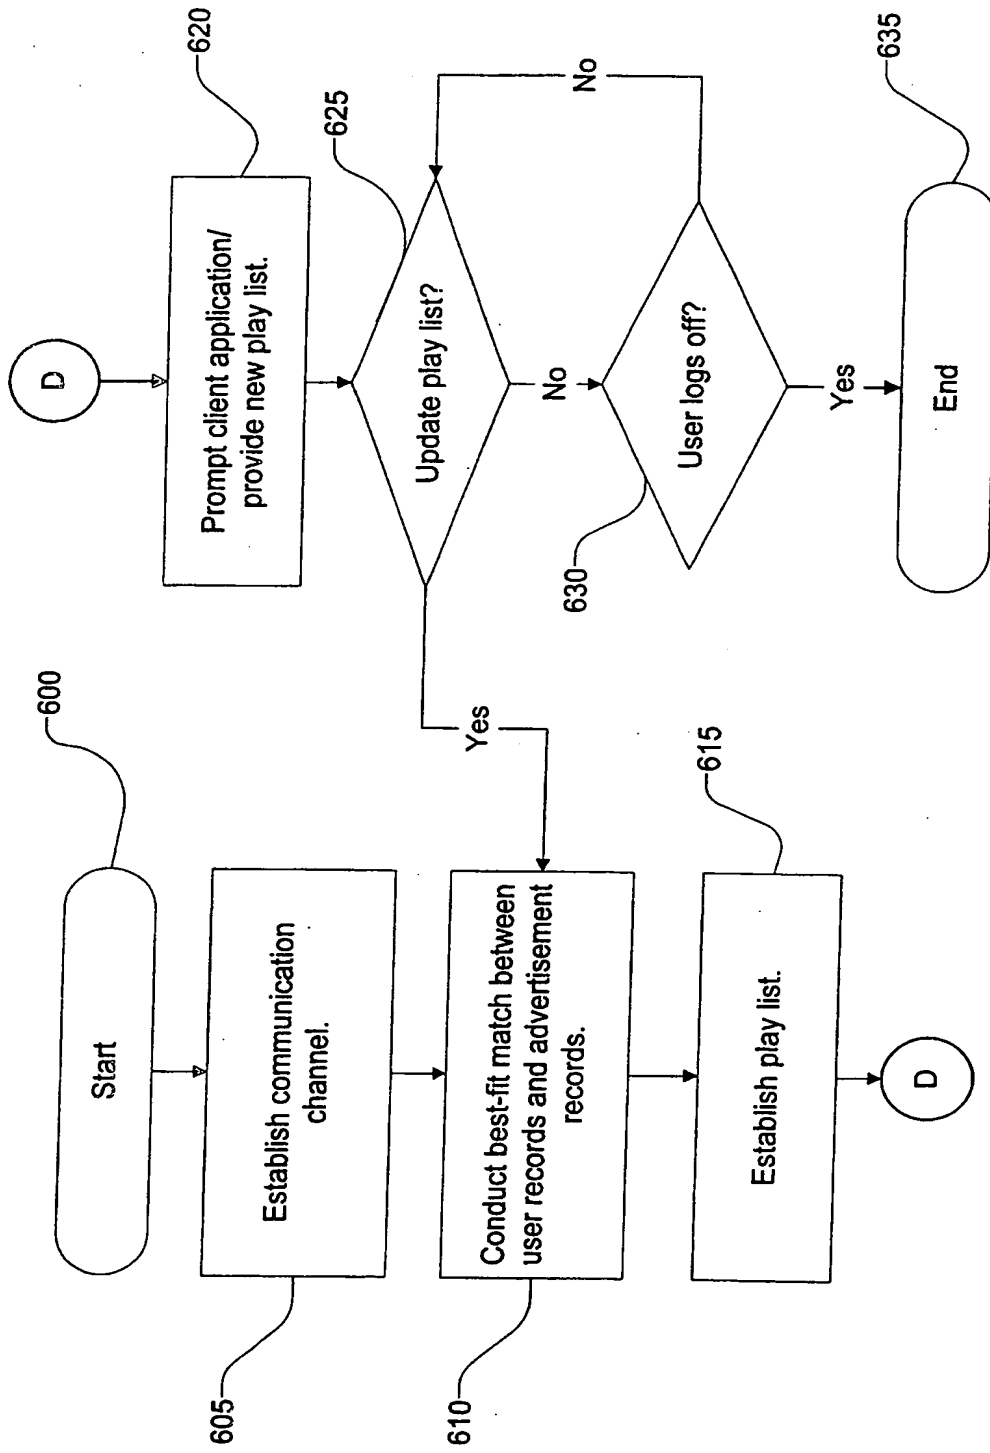 Start
600
Establish communication
channel.
605
Conduct best-fit match between
user records and advertisement
records.
610
Establish play list.
615
D
D
Prompt client application/
provide new play list.
620
Update play list?
625
Yes
No
User logs off?
630
No
Yes
End
635